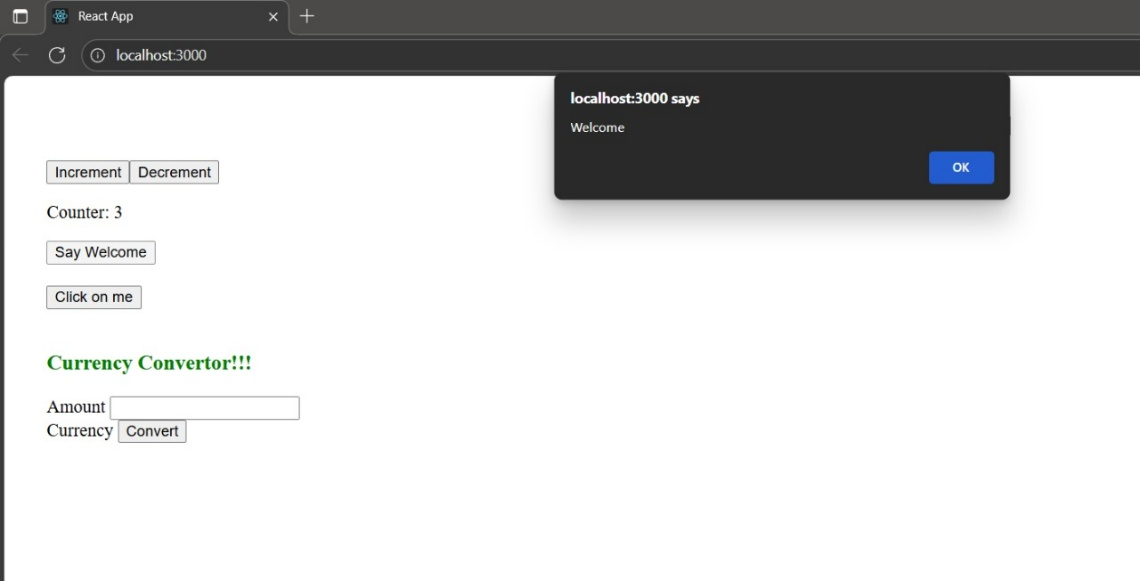 React App
localhost:3000
localhost:3000 says
Welcome
OK
Increment Decrement
Counter: 3
Say Welcome
Click on me
Currency Convertor!!!
Amount
Currency Convert